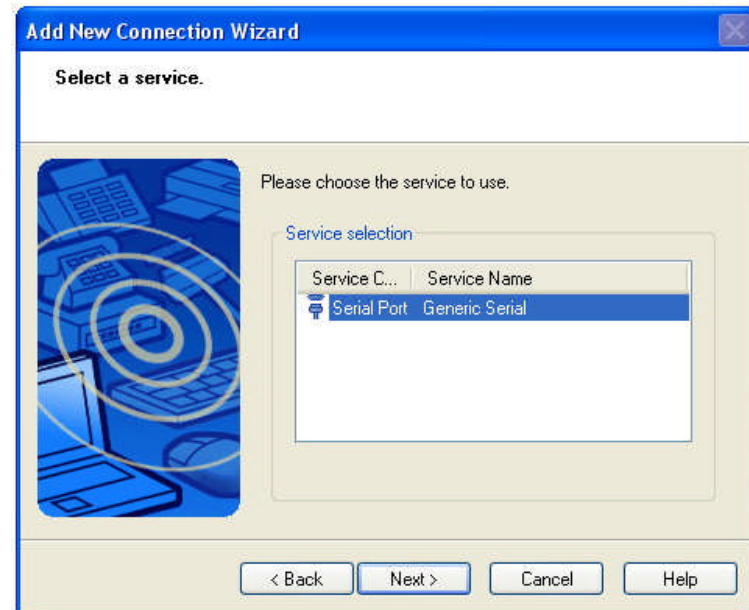 Add New Connection Wizard
Select a service.
Please choose the service to use.
Service selection
Service C... Service Name
Serial Port Generic Serial
< Back Next > Cancel Help